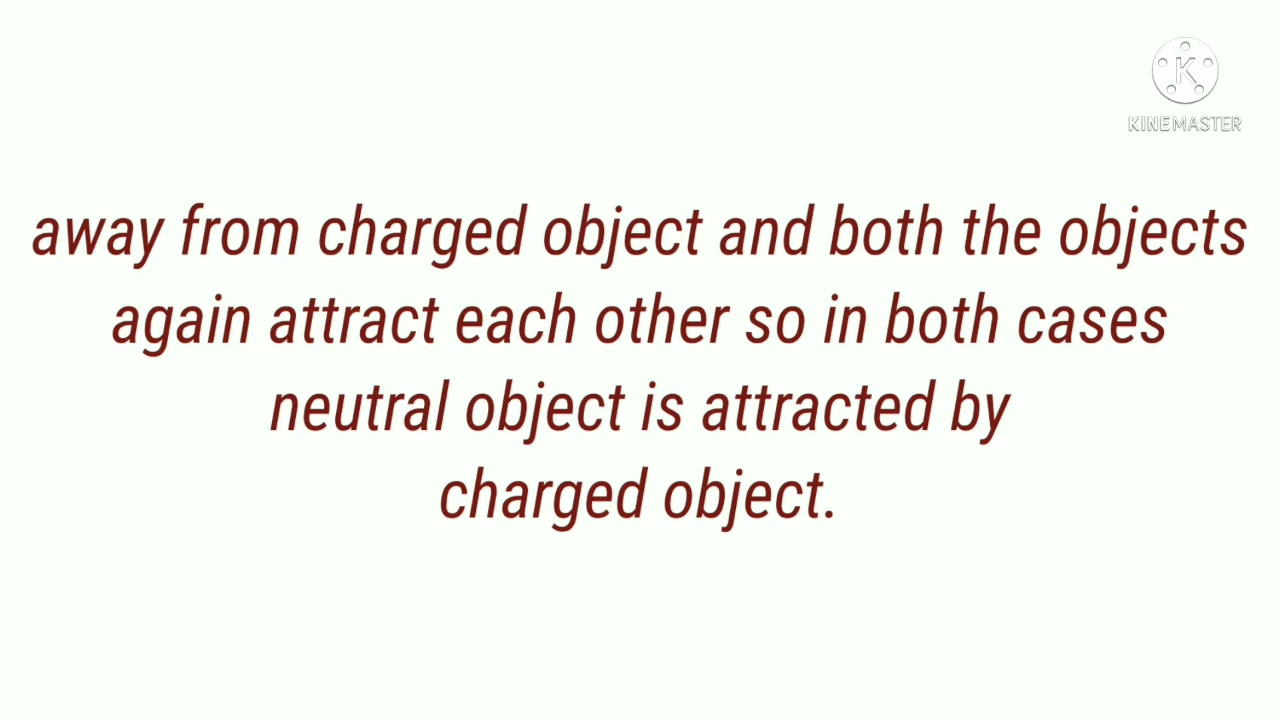 K
KINEMASTER
away from charged object and both the objects
again attract each other so in both cases
neutral object is attracted by
charged object.